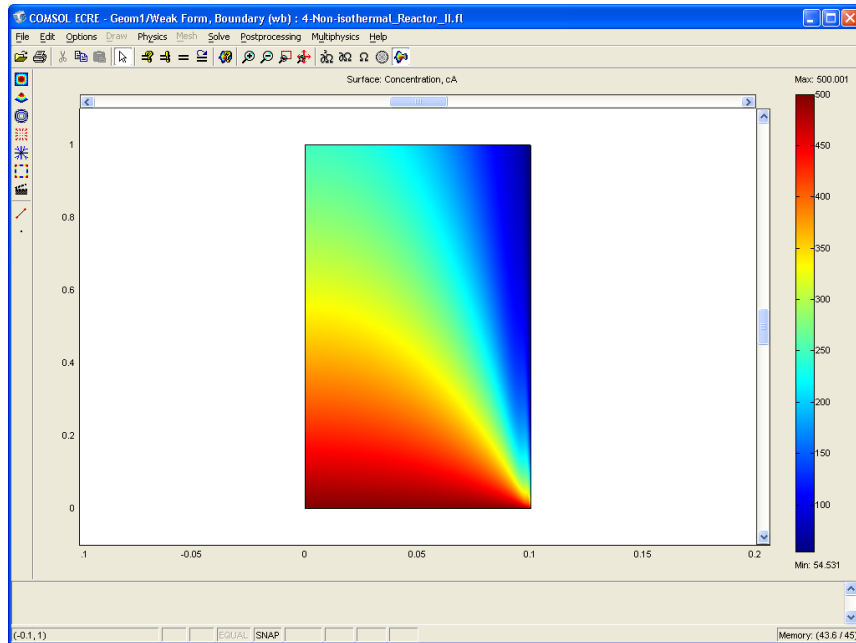 COMSOL ECRE - Geom1/Weak Form, Boundary (wb) : 4-Non-isothermal_Reactor_II.fl
File Edit Options Draw Physics Mesh Solve Postprocessing Multiphysics Help
Surface: Concentration, cA
Max: 500.001
500
450
400
350
300
250
200
150
100
Min: 54.531
1
0.8
0.6
0.4
0.2
0
.1 -0.05 0 0.05 0.1 0.15 0.2
(-0.1, 1) EQUAL SNAP Memory: (43.6 / 45)